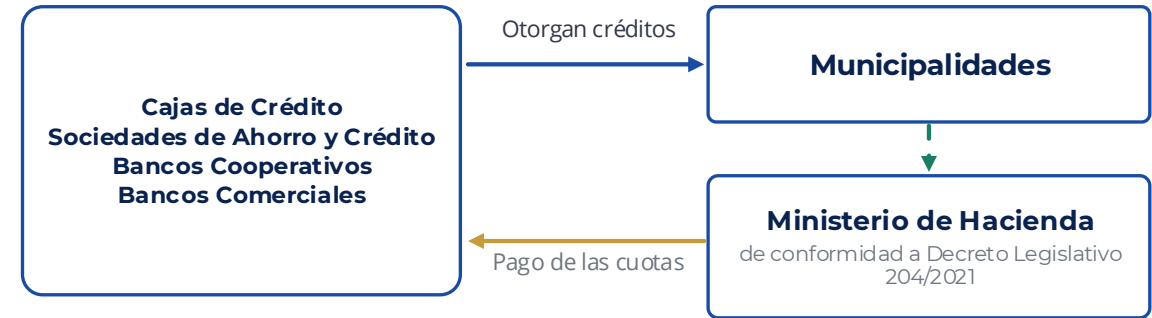 Cajas de Crédito
Sociedades de Ahorro y Crédito
Bancos Cooperativos
Bancos Comerciales
Otorgan créditos
Municipalidades
Ministerio de Hacienda
de conformidad a Decreto Legislativo
204/2021
Pago de las cuotas